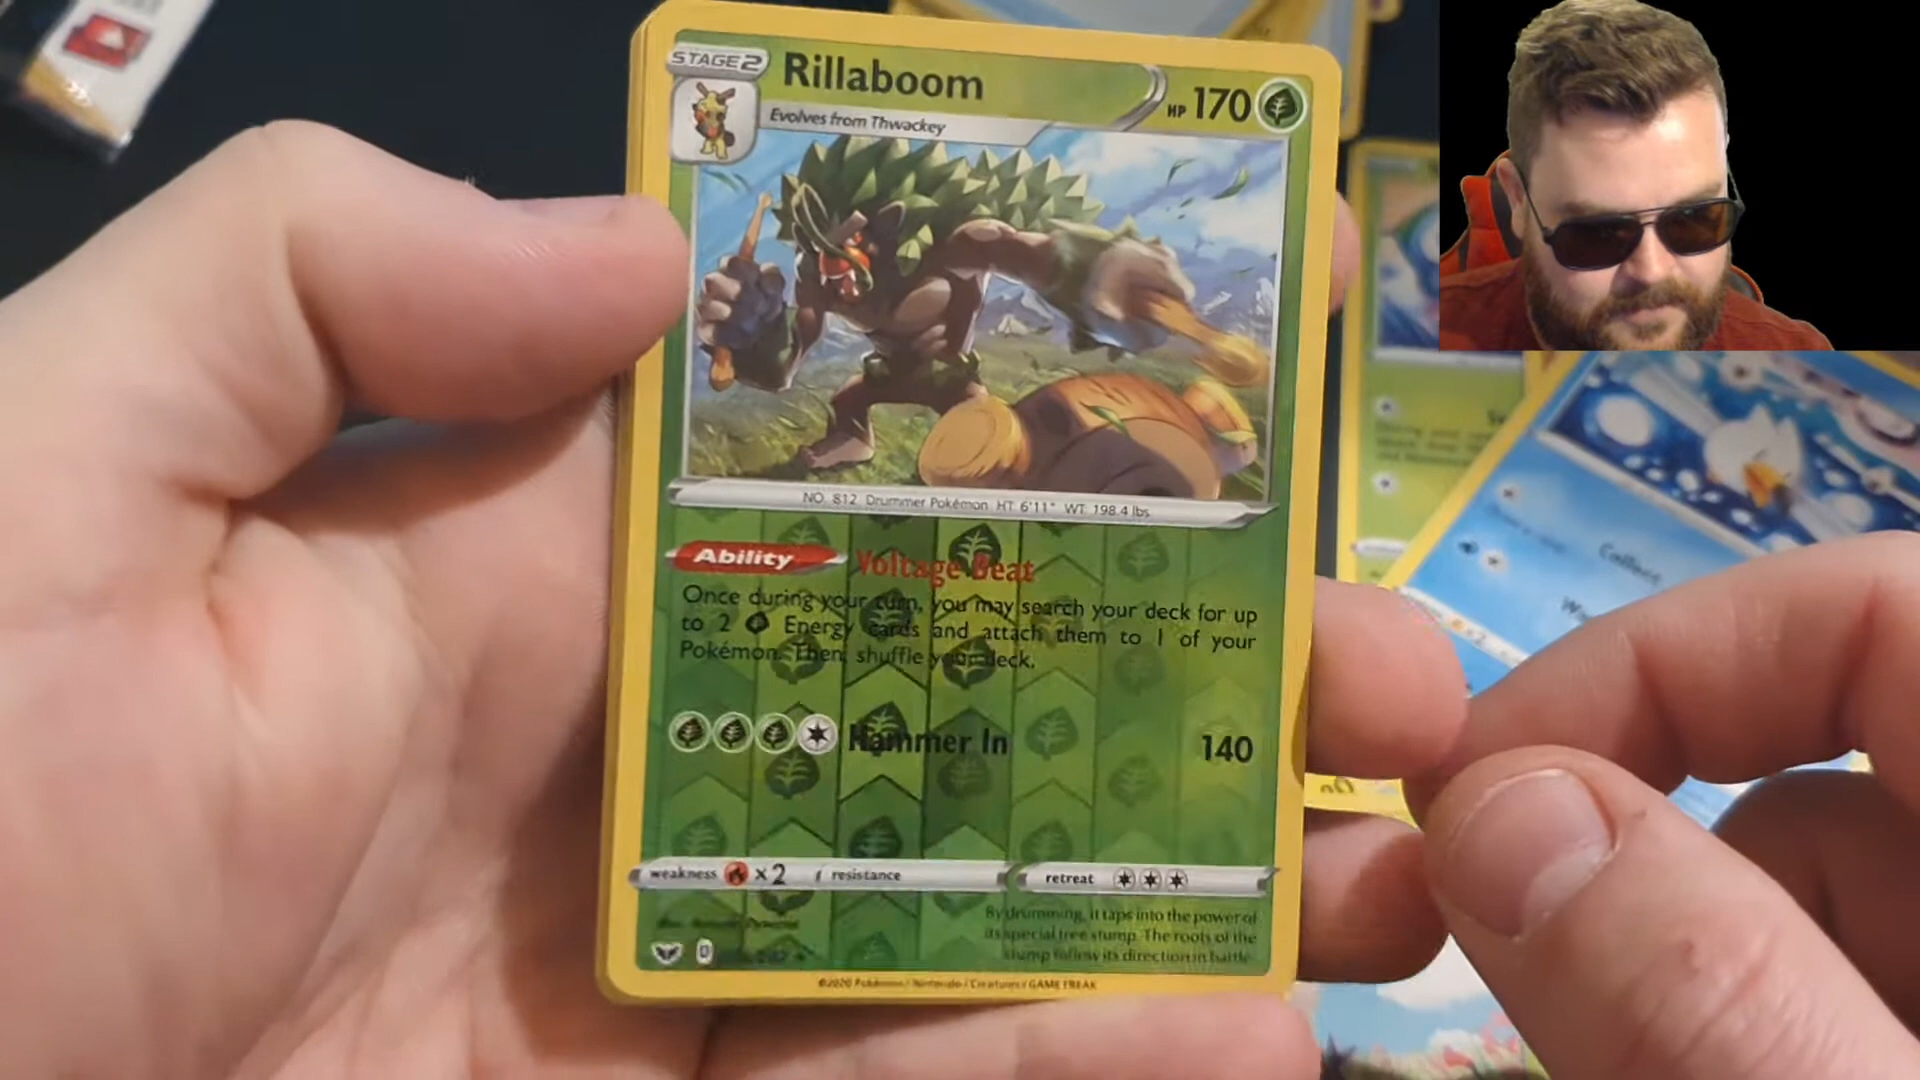 STAGE 2
Rillaboom
HP 170
Evolves from Thwackey
NO. 812 Drummer Pokémon HT: 6'11" WT: 198.4 lbs
Ability Voltage Beat
Once during your turn, you may search your deck for up
to 2 Energy cards and attach them to 1 of your
Pokémon. Then, shuffle your deck.
Hammer In 140
weakness ×2 resistance retreat
By drumming, it taps into the power of
its special tree stump. The roots of the
stump follow its direction in battle.
D
©2020 Pokémon / Nintendo / Creatures / GAME FREAK
Collect